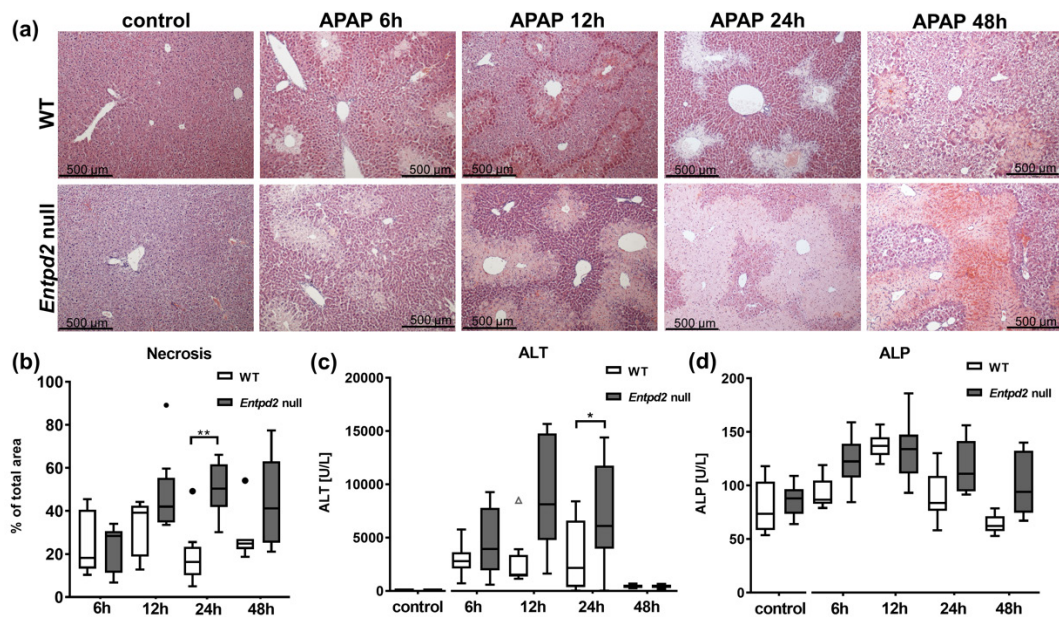 control APAP 6h APAP 12h APAP 24h APAP 48h
(a)
WT
500 µm 500 µm 500 µm 500 µm 500 µm
Entpd2 null
500 µm 500 µm 500 µm 500 µm 500 µm
(b) Necrosis
WT
Entpd2 null
% of total area
100
80
60
40
20
0
**
6h 12h 24h 48h
(c) ALT
WT
Entpd2 null
ALT [U/L]
20000
15000
10000
5000
0
*
control 6h 12h 24h 48h
(d) ALP
WT
Entpd2 null
ALP [U/L]
200
150
100
50
0
control 6h 12h 24h 48h